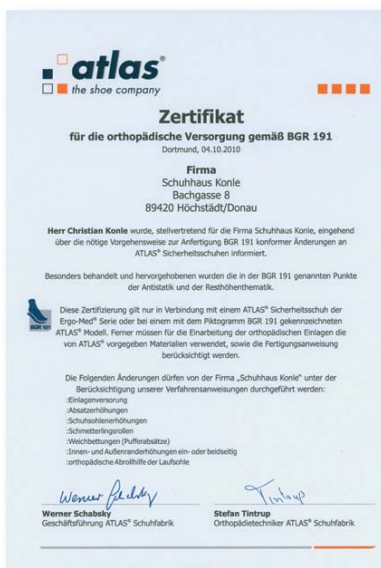 atlas®
the shoe company
Zertifikat
für die orthopädische Versorgung gemäß BGR 191
Dortmund, 04.10.2010
Firma
Schuhhaus Konle
Bachgasse 8
89420 Höchstädt/Donau
Herr Christian Konle wurde, stellvertretend für die Firma Schuhhaus Konle, eingehend
über die nötige Vorgehensweise zur Anfertigung BGR 191 konformer Änderungen an
ATLAS® Sicherheitsschuhen informiert.
Besonders behandelt und hervorgehobenen wurden die in der BGR 191 genannten Punkte
der Antistatik und der Resthöhenthematik.
BGR 191
Diese Zertifizierung gilt nur in Verbindung mit einem ATLAS® Sicherheitsschuh der
Ergo-Med® Serie oder bei einem mit dem Piktogramm BGR 191 gekennzeichneten
ATLAS® Modell. Ferner müssen für die Einarbeitung der orthopädischen Einlagen die
von ATLAS® vorgegeben Materialien verwendet, sowie die Fertigungsanweisung
berücksichtigt werden.
Die Folgenden Änderungen dürfen von der Firma „Schuhhaus Konle" unter der
Berücksichtigung unserer Verfahrensanweisungen durchgeführt werden:
:Einlagenversorung
:Absatzerhöhungen
:Schuhsohlenerhöhungen
:Schmetterlingsrollen
:Weichbettungen (Pufferabsätze)
:Innen- und Außenranderhöhungen ein- oder beidseitig
:orthopädische Abrollhilfe der Laufsohle
Werner Schabsky
Tintrup
Werner Schabsky
Stefan Tintrup
Geschäftsführung ATLAS® Schuhfabrik
Orthopädietechniker ATLAS® Schuhfabrik